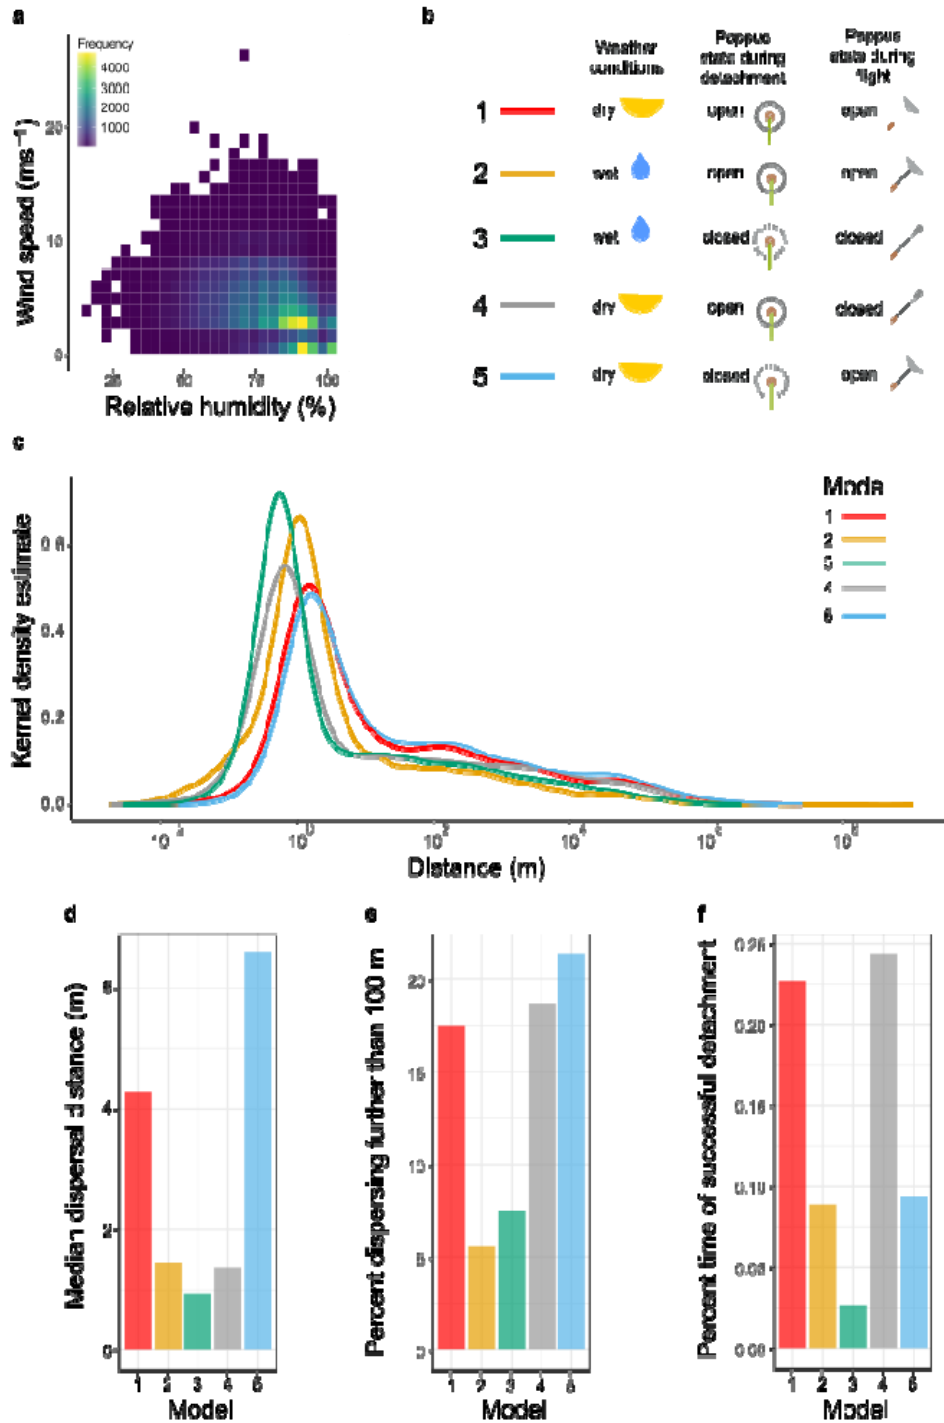 a
Frequency
4000
3000
2000
1000
Wind speed (ms⁻¹)
20
10
0
25
50
75
100
Relative humidity (%)
b
Weather conditions
Pappus state during detachment
Pappus state during flight
1 dry open open
2 wet open open
3 wet closed closed
4 dry open closed
5 dry closed open
c
Kernel density estimate
0.6
0.4
0.2
0.0
10⁰
10²
10⁴
10⁶
10⁸
Distance (m)
Model
1
2
3
4
5
d
Median dispersal distance (m)
6
4
2
0
1 2 3 4 5
Model
e
Percent dispersing further than 100 m
20
15
10
5
0
1 2 3 4 5
Model
f
Percent time of successful detachment
0.25
0.20
0.15
0.10
0.05
0.00
1 2 3 4 5
Model